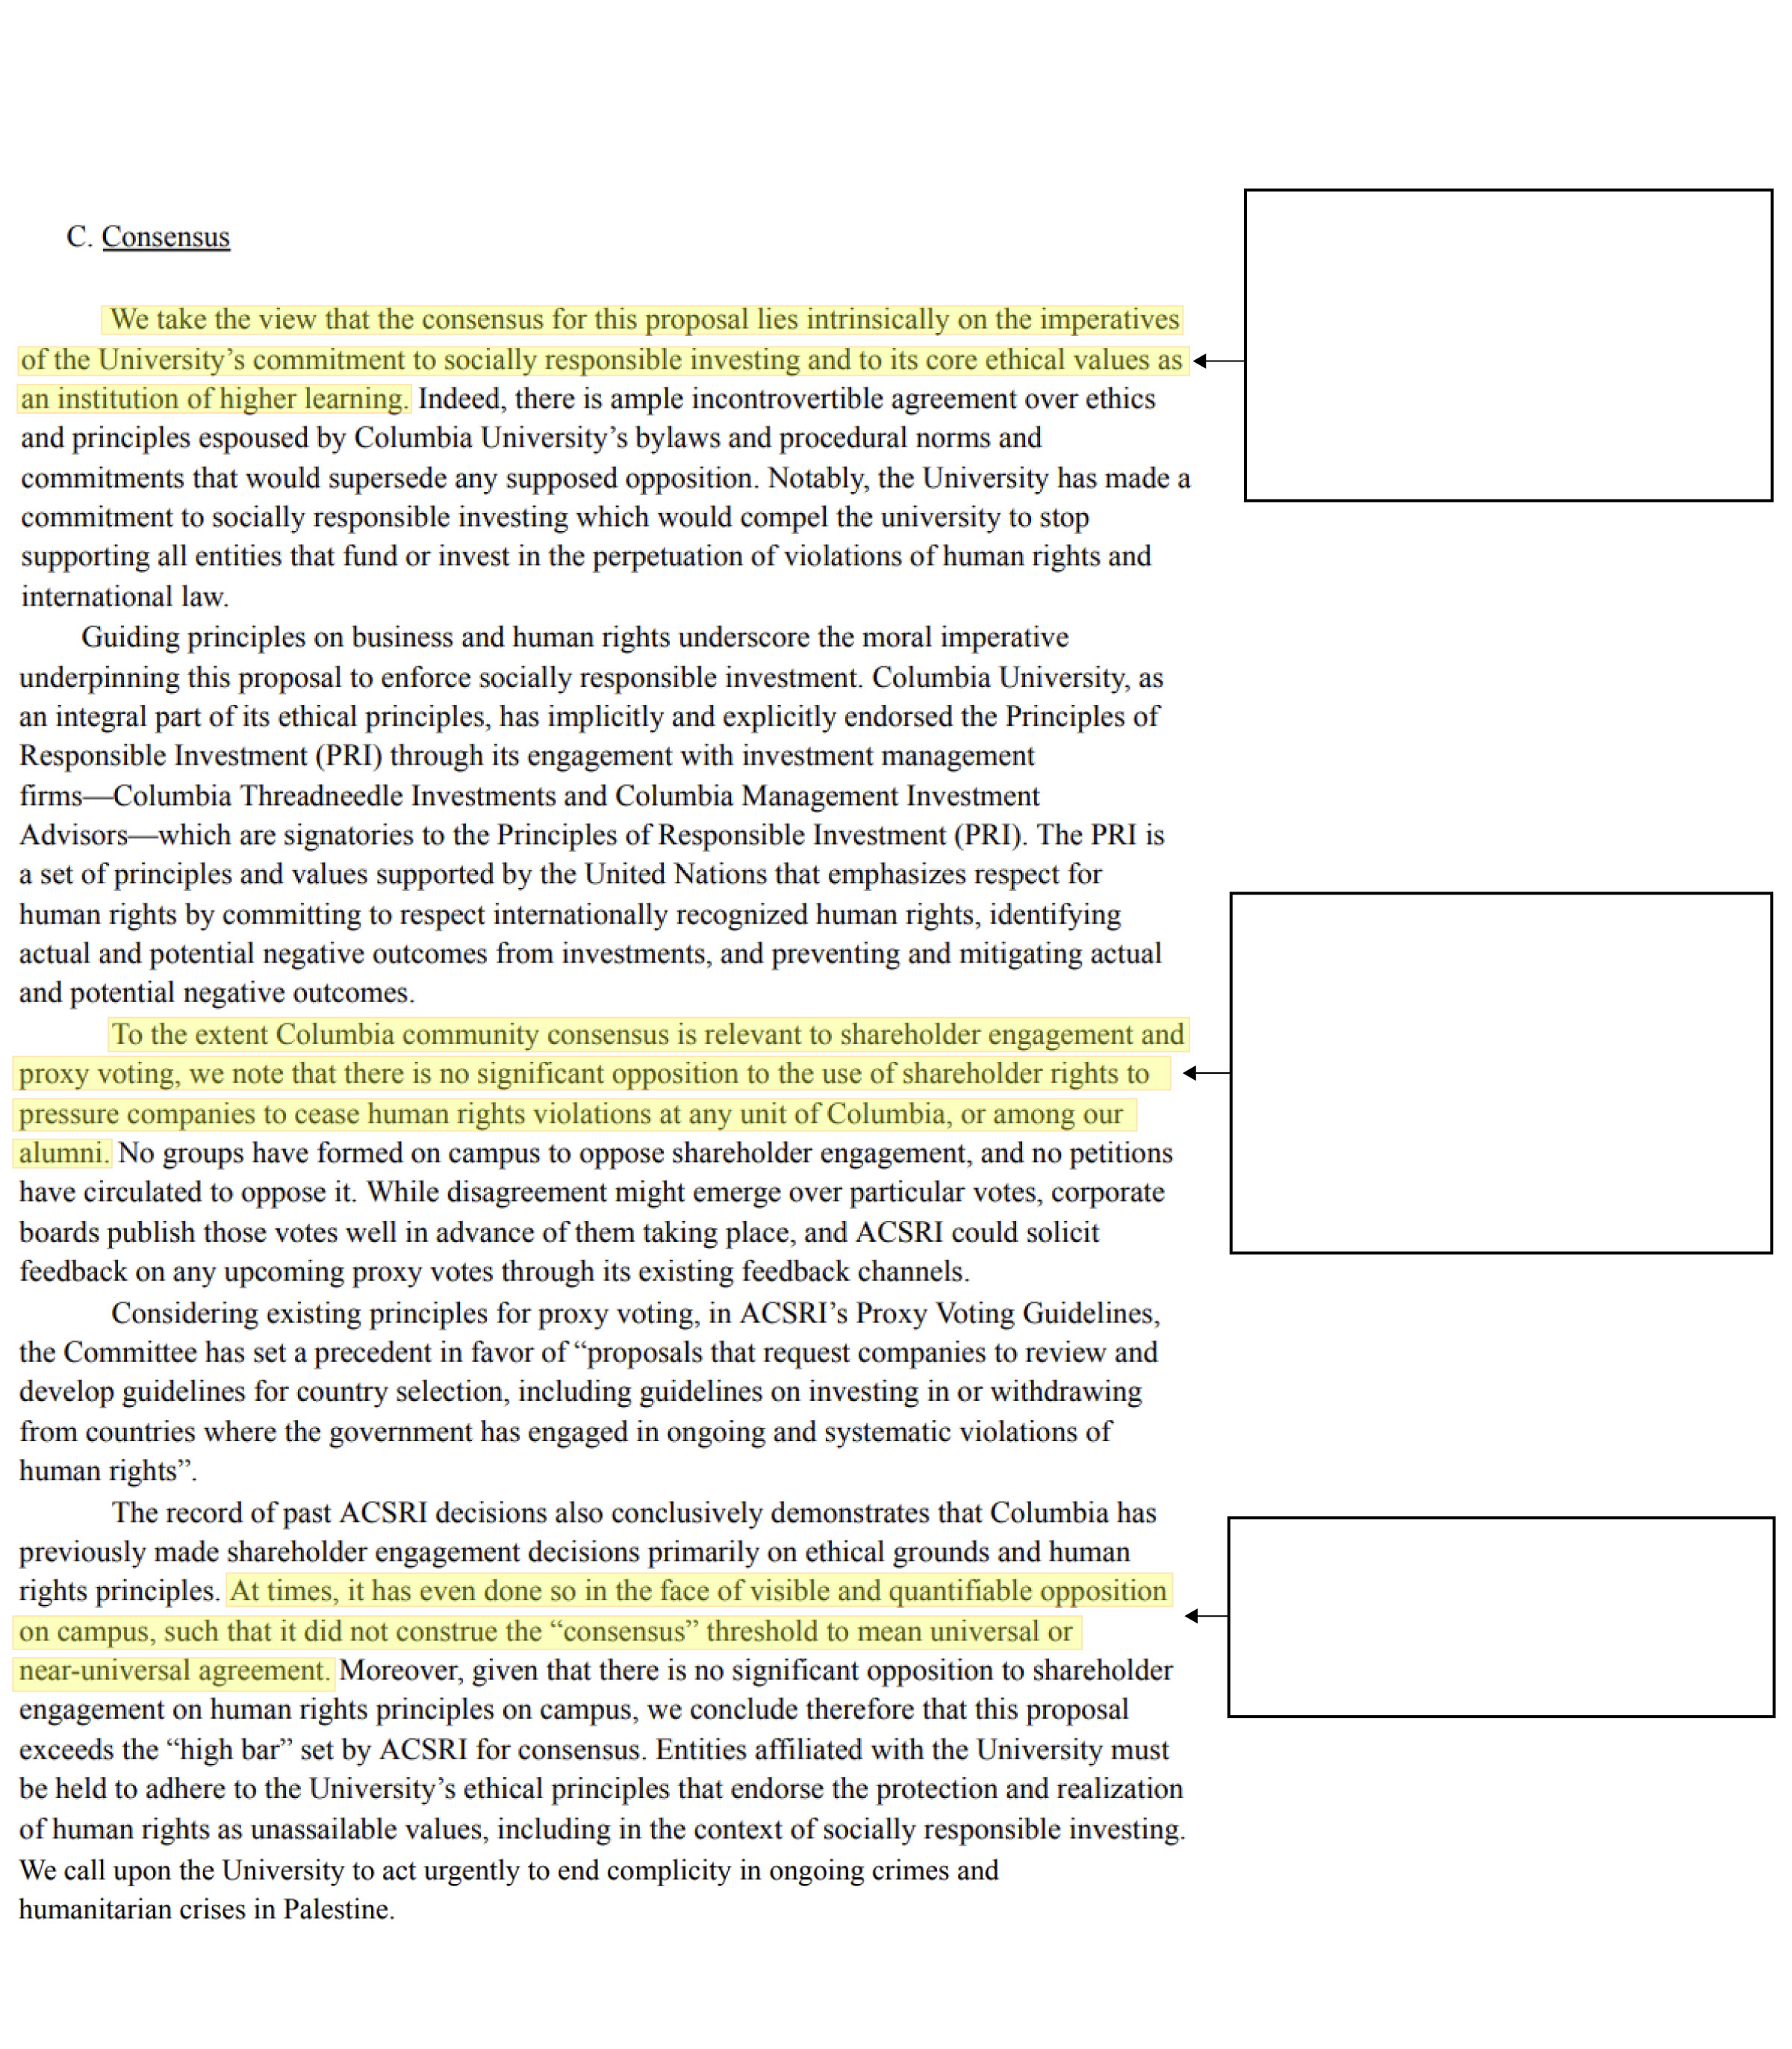 C. Consensus
We take the view that the consensus for this proposal lies intrinsically on the imperatives
of the University’s commitment to socially responsible investing and to its core ethical values as
an institution of higher learning. Indeed, there is ample incontrovertible agreement over ethics
and principles espoused by Columbia University’s bylaws and procedural norms and
commitments that would supersede any supposed opposition. Notably, the University has made a
commitment to socially responsible investing which would compel the university to stop
supporting all entities that fund or invest in the perpetuation of violations of human rights and
international law.
Guiding principles on business and human rights underscore the moral imperative
underpinning this proposal to enforce socially responsible investment. Columbia University, as
an integral part of its ethical principles, has implicitly and explicitly endorsed the Principles of
Responsible Investment (PRI) through its engagement with investment management
firms—Columbia Threadneedle Investments and Columbia Management Investment
Advisors—which are signatories to the Principles of Responsible Investment (PRI). The PRI is
a set of principles and values supported by the United Nations that emphasizes respect for
human rights by committing to respect internationally recognized human rights, identifying
actual and potential negative outcomes from investments, and preventing and mitigating actual
and potential negative outcomes.
To the extent Columbia community consensus is relevant to shareholder engagement and
proxy voting, we note that there is no significant opposition to the use of shareholder rights to
pressure companies to cease human rights violations at any unit of Columbia, or among our
alumni. No groups have formed on campus to oppose shareholder engagement, and no petitions
have circulated to oppose it. While disagreement might emerge over particular votes, corporate
boards publish those votes well in advance of them taking place, and ACSRI could solicit
feedback on any upcoming proxy votes through its existing feedback channels.
Considering existing principles for proxy voting, in ACSRI’s Proxy Voting Guidelines,
the Committee has set a precedent in favor of “proposals that request companies to review and
develop guidelines for country selection, including guidelines on investing in or withdrawing
from countries where the government has engaged in ongoing and systematic violations of
human rights”.
The record of past ACSRI decisions also conclusively demonstrates that Columbia has
previously made shareholder engagement decisions primarily on ethical grounds and human
rights principles. At times, it has even done so in the face of visible and quantifiable opposition
on campus, such that it did not construe the “consensus” threshold to mean universal or
near-universal agreement. Moreover, given that there is no significant opposition to shareholder
engagement on human rights principles on campus, we conclude therefore that this proposal
exceeds the “high bar” set by ACSRI for consensus. Entities affiliated with the University must
be held to adhere to the University’s ethical principles that endorse the protection and realization
of human rights as unassailable values, including in the context of socially responsible investing.
We call upon the University to act urgently to end complicity in ongoing crimes and
humanitarian crises in Palestine.